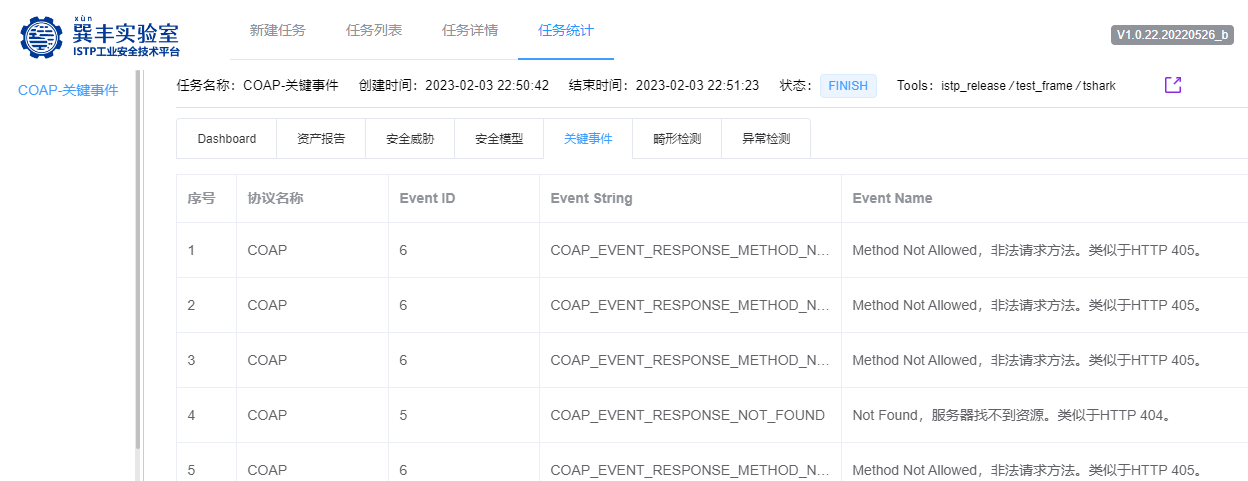 xùn
巽丰实验室
ISTP工业安全技术平台
新建任务 任务列表 任务详情 任务统计
V1.0.22.20220526_b
COAP-关键事件
任务名称：COAP-关键事件 创建时间：2023-02-03 22:50:42 结束时间：2023-02-03 22:51:23 状态： FINISH Tools：istp_release / test_frame / tshark
Dashboard 资产报告 安全威胁 安全模型 关键事件 畸形检测 异常检测
序号 协议名称 Event ID Event String Event Name
1 COAP 6 COAP_EVENT_RESPONSE_METHOD_N... Method Not Allowed，非法请求方法。类似于HTTP 405。
2 COAP 6 COAP_EVENT_RESPONSE_METHOD_N... Method Not Allowed，非法请求方法。类似于HTTP 405。
3 COAP 6 COAP_EVENT_RESPONSE_METHOD_N... Method Not Allowed，非法请求方法。类似于HTTP 405。
4 COAP 5 COAP_EVENT_RESPONSE_NOT_FOUND Not Found，服务器找不到资源。类似于HTTP 404。
5 COAP 6 COAP_EVENT_RESPONSE_METHOD_N... Method Not Allowed，非法请求方法。类似于HTTP 405。